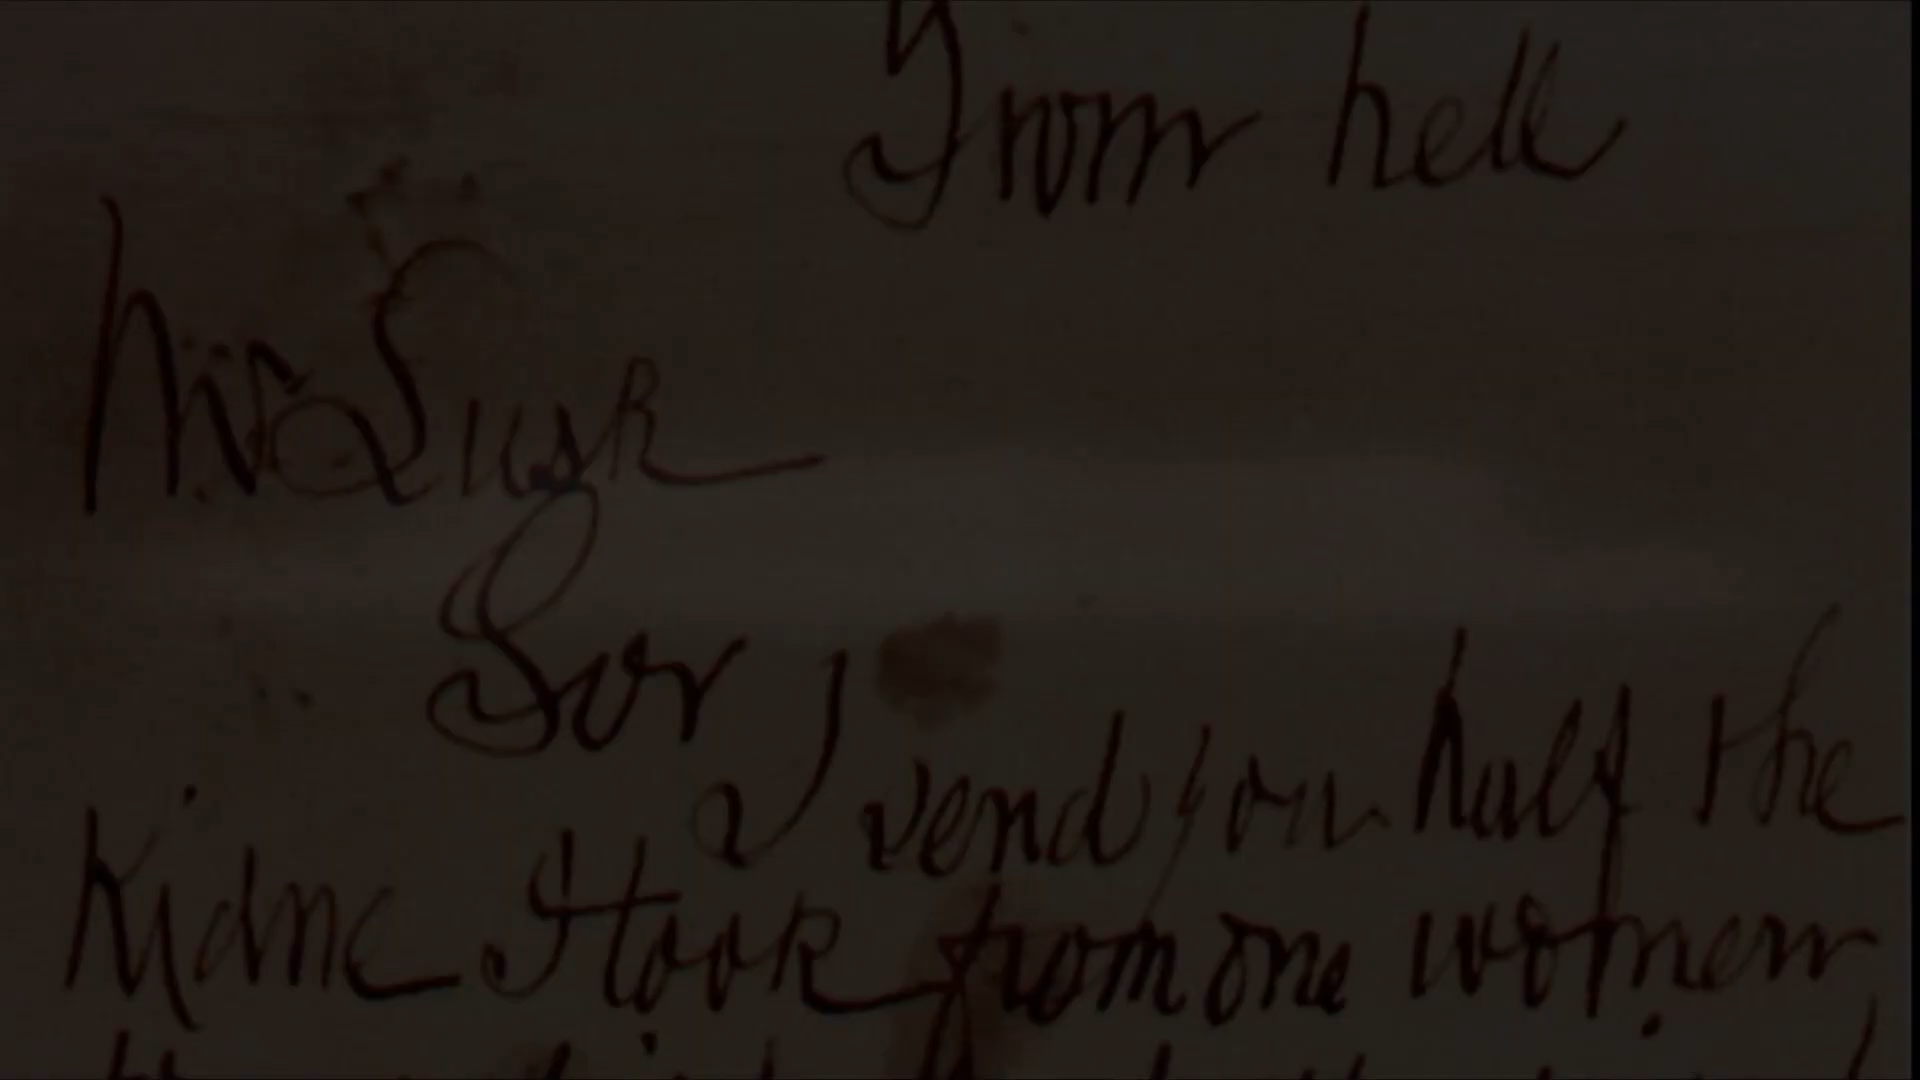 From hell
Mr Lusk
Sor
I send you half the
Kidne I took from one women